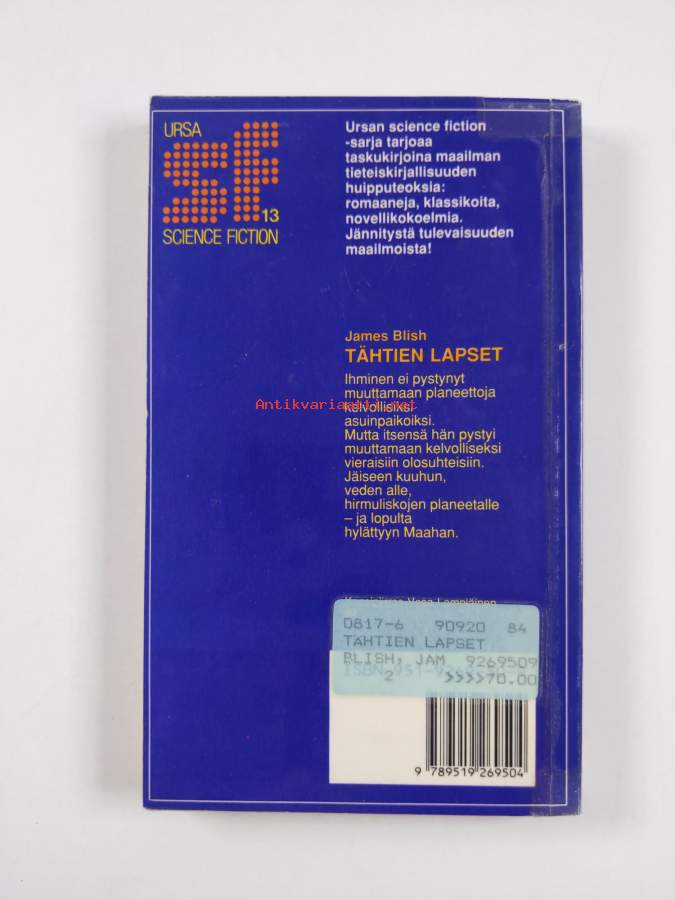 URSA
sf
13
SCIENCE FICTION
Ursan science fiction
-sarja tarjoaa
taskukirjoina maailman
tieteiskirjallisuuden
huipputeoksia:
romaaneja, klassikoita,
novellikokoelmia.
Jännitystä tulevaisuuden
maailmoista!
James Blish
TÄHTIEN LAPSET
Ihminen ei pystynyt
muuttamaan planeettoja
kelvollisiksi
asuinpaikoiksi.
Mutta itsensä hän pystyi
muuttamaan kelvolliseksi
vieraisiin olosuhteisiin.
Jäiseen kuuhun,
veden alle,
hirmuliskojen planeetalle
– ja lopulta
hylättyyn Maahan.
Antikvariaatti.net
0817-6 90920 84
TÄHTIEN LAPSET
BLISH, JAM 9269509
ISBN 951-
2 >>>>70.00
9 789519 269504